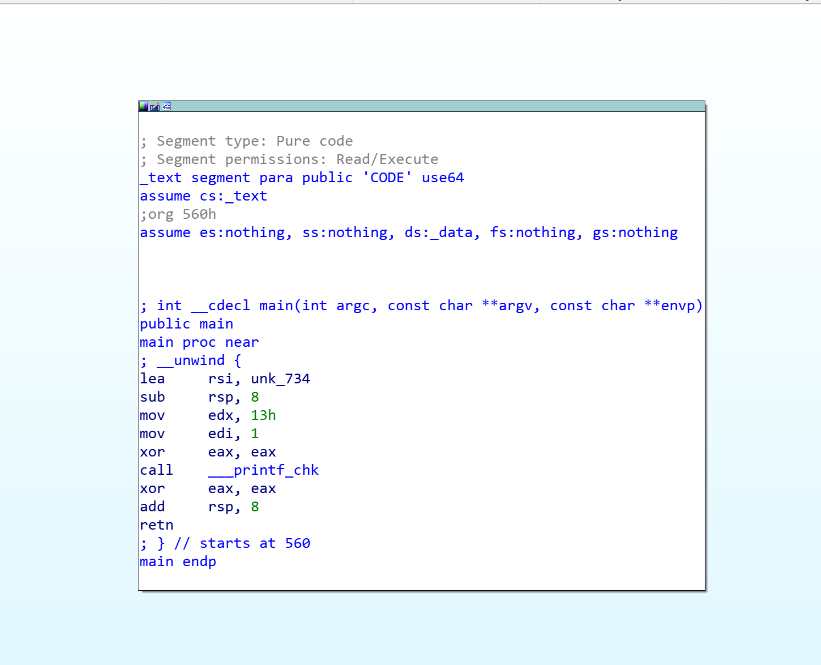 ; Segment type: Pure code
; Segment permissions: Read/Execute
_text segment para public 'CODE' use64
assume cs:_text
;org 560h
assume es:nothing, ss:nothing, ds:_data, fs:nothing, gs:nothing
; int __cdecl main(int argc, const char **argv, const char **envp)
public main
main proc near
; __unwind {
lea     rsi, unk_734
sub     rsp, 8
mov     edx, 13h
mov     edi, 1
xor     eax, eax
call    ___printf_chk
xor     eax, eax
add     rsp, 8
retn
; } // starts at 560
main endp